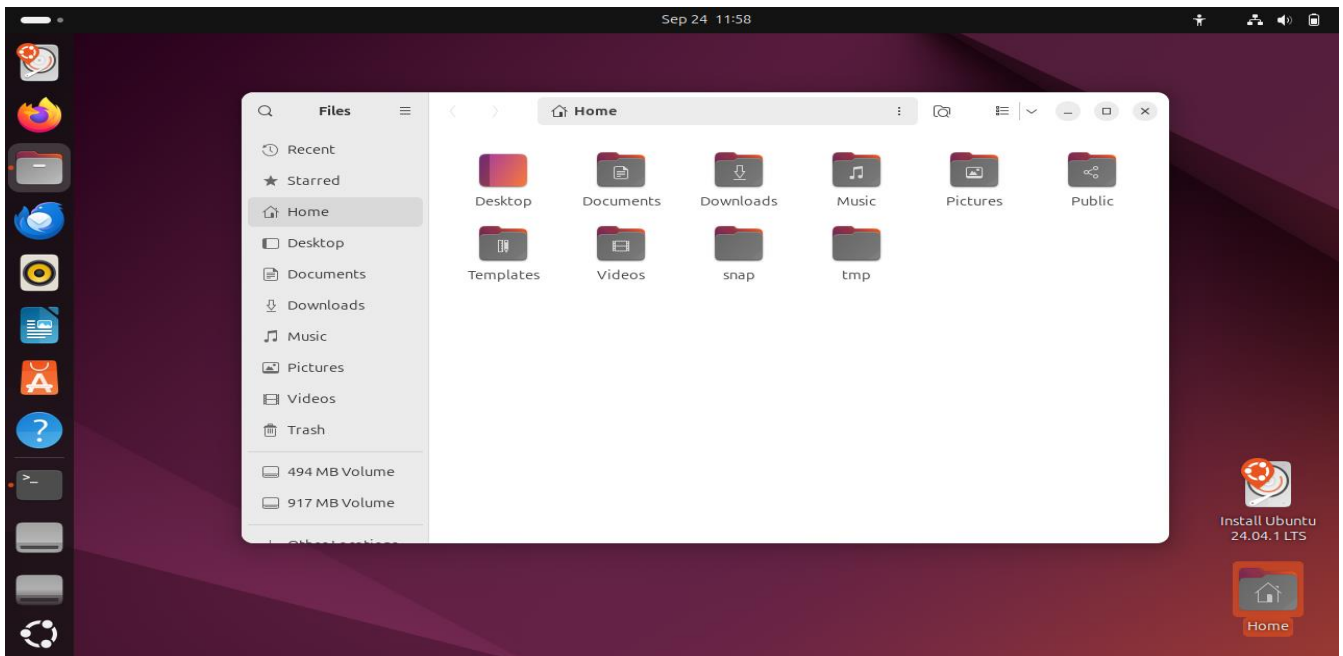 Sep 24 11:58
Files
Home
Recent
Starred
Home
Desktop
Documents
Downloads
Music
Pictures
Videos
Trash
494 MB Volume
917 MB Volume
Other Locations
Desktop
Documents
Downloads
Music
Pictures
Public
Templates
Videos
snap
tmp
Install Ubuntu
24.04.1 LTS
Home